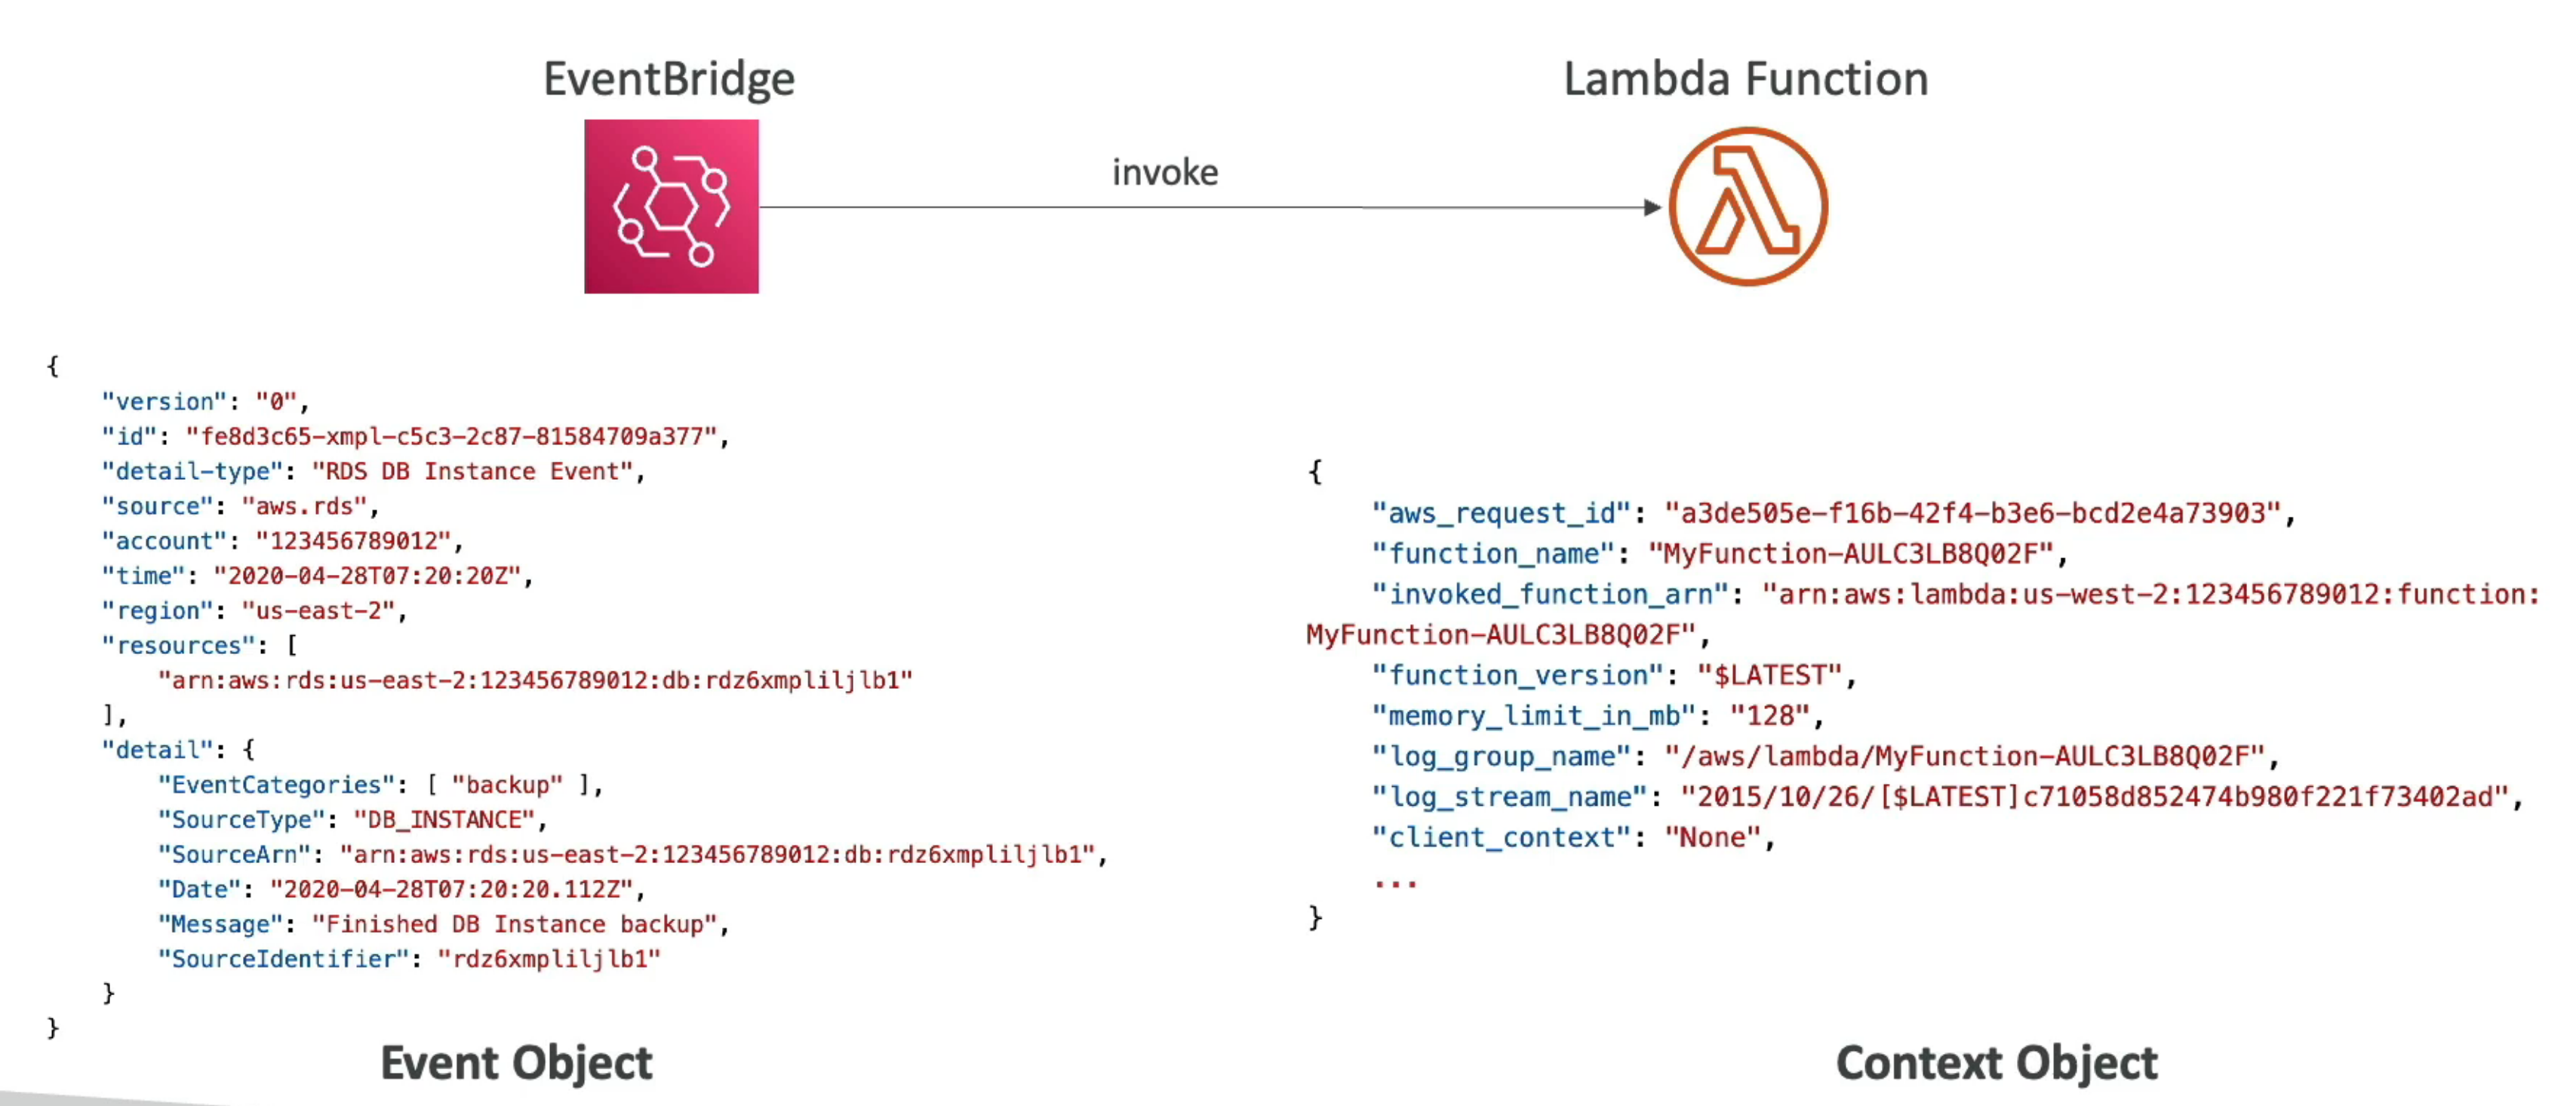 EventBridge
Lambda Function
invoke
{
"version": "0",
"id": "fe8d3c65-xmpl-c5c3-2c87-81584709a377",
"detail-type": "RDS DB Instance Event",
"source": "aws.rds",
"account": "123456789012",
"time": "2020-04-28T07:20:20Z",
"region": "us-east-2",
"resources": [
"arn:aws:rds:us-east-2:123456789012:db:rdz6xmpliljlb1"
],
"detail": {
"EventCategories": [ "backup" ],
"SourceType": "DB_INSTANCE",
"SourceArn": "arn:aws:rds:us-east-2:123456789012:db:rdz6xmpliljlb1",
"Date": "2020-04-28T07:20:20.112Z",
"Message": "Finished DB Instance backup",
"SourceIdentifier": "rdz6xmpliljlb1"
}
}
Event Object
{
"aws_request_id": "a3de505e-f16b-42f4-b3e6-bcd2e4a73903",
"function_name": "MyFunction-AULC3LB8Q02F",
"invoked_function_arn": "arn:aws:lambda:us-west-2:123456789012:function:
MyFunction-AULC3LB8Q02F",
"function_version": "$LATEST",
"memory_limit_in_mb": "128",
"log_group_name": "/aws/lambda/MyFunction-AULC3LB8Q02F",
"log_stream_name": "2015/10/26/[$LATEST]c71058d852474b980f221f73402ad",
"client_context": "None",
...
}
Context Object